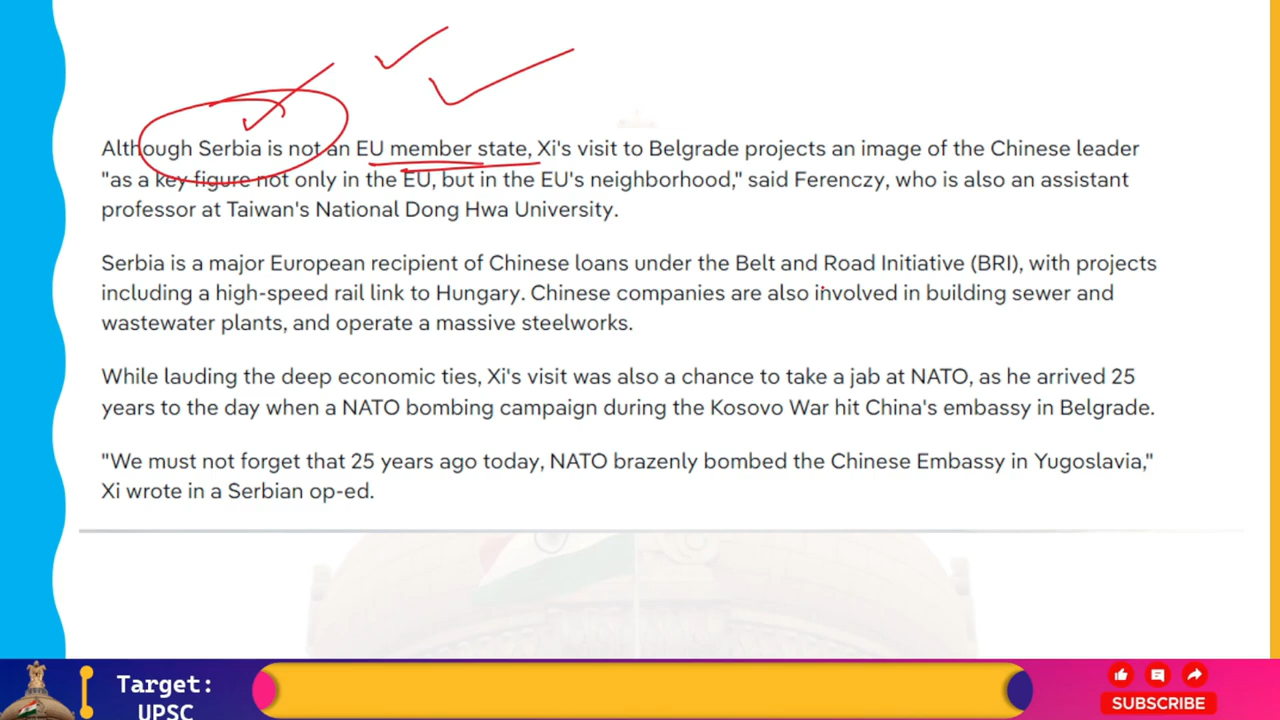 Although Serbia is not an EU member state, Xi's visit to Belgrade projects an image of the Chinese leader
"as a key figure not only in the EU, but in the EU's neighborhood," said Ferenczy, who is also an assistant
professor at Taiwan's National Dong Hwa University.
Serbia is a major European recipient of Chinese loans under the Belt and Road Initiative (BRI), with projects
including a high-speed rail link to Hungary. Chinese companies are also involved in building sewer and
wastewater plants, and operate a massive steelworks.
While lauding the deep economic ties, Xi's visit was also a chance to take a jab at NATO, as he arrived 25
years to the day when a NATO bombing campaign during the Kosovo War hit China's embassy in Belgrade.
"We must not forget that 25 years ago today, NATO brazenly bombed the Chinese Embassy in Yugoslavia,"
Xi wrote in a Serbian op-ed.
Target:
UPSC
SUBSCRIBE